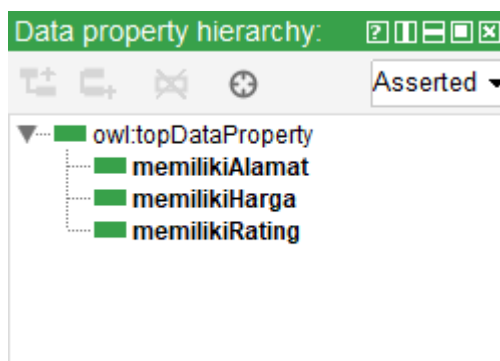 Data property hierarchy:
Asserted
owl:topDataProperty
memilikiAlamat
memilikiHarga
memilikiRating